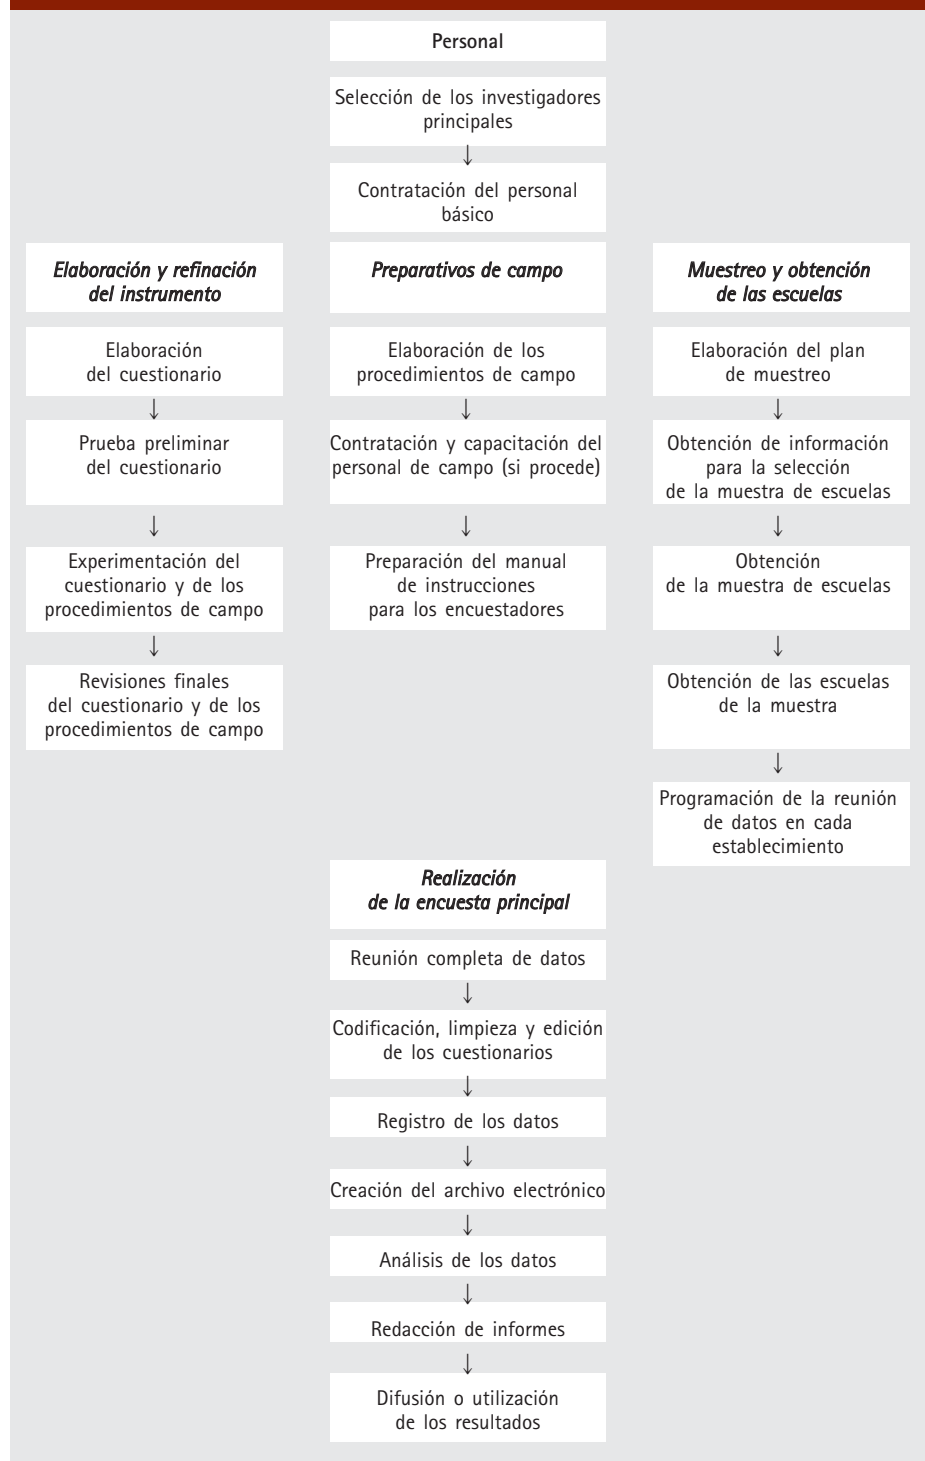 Personal
Selección de los investigadores
principales
↓
Contratación del personal
básico
Elaboración y refinación
del instrumento
Elaboración
del cuestionario
↓
Prueba preliminar
del cuestionario
↓
Experimentación del
cuestionario y de los
procedimientos de campo
↓
Revisiones finales
del cuestionario y de los
procedimientos de campo
Preparativos de campo
Elaboración de los
procedimientos de campo
↓
Contratación y capacitación del
personal de campo (si procede)
↓
Preparación del manual
de instrucciones
para los encuestadores
Muestreo y obtención
de las escuelas
Elaboración del plan
de muestreo
↓
Obtención de información
para la selección
de la muestra de escuelas
↓
Obtención
de la muestra de escuelas
↓
Obtención de las escuelas
de la muestra
↓
Programación de la reunión
de datos en cada
establecimiento
Realización
de la encuesta principal
Reunión completa de datos
↓
Codificación, limpieza y edición
de los cuestionarios
↓
Registro de los datos
↓
Creación del archivo electrónico
↓
Análisis de los datos
↓
Redacción de informes
↓
Difusión o utilización
de los resultados